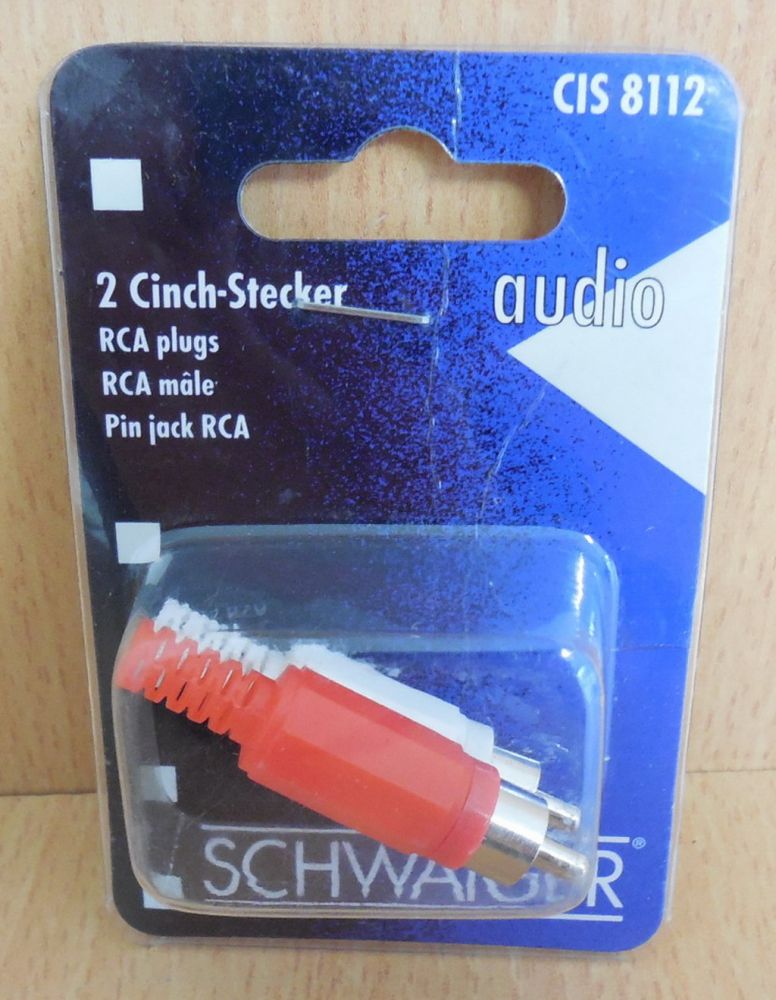 CIS 8112
audio
2 Cinch-Stecker
RCA plugs
RCA mâle
Pin jack RCA
SCHWAIGER®